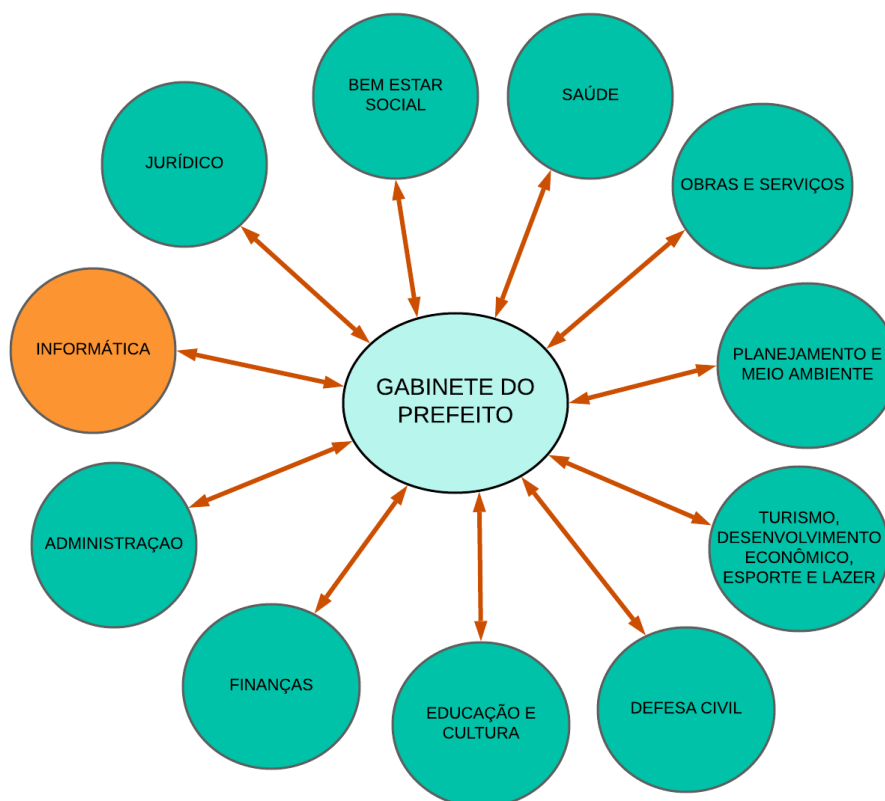 BEM ESTAR
SOCIAL
SAÚDE
JURÍDICO
OBRAS E SERVIÇOS
INFORMÁTICA
PLANEJAMENTO E
MEIO AMBIENTE
GABINETE DO
PREFEITO
ADMINISTRAÇAO
TURISMO,
DESENVOLVIMENTO
ECONÔMICO,
ESPORTE E LAZER
FINANÇAS
EDUCAÇÃO E
CULTURA
DEFESA CIVIL